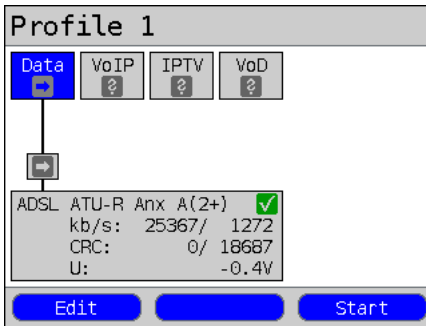 Profile 1
Data VoIP IPTV VoD
? ? ?
ADSL ATU-R Anx A(2+)
kb/s: 25367/ 1272
CRC: 0/ 18687
U: -0.4V
Edit Start